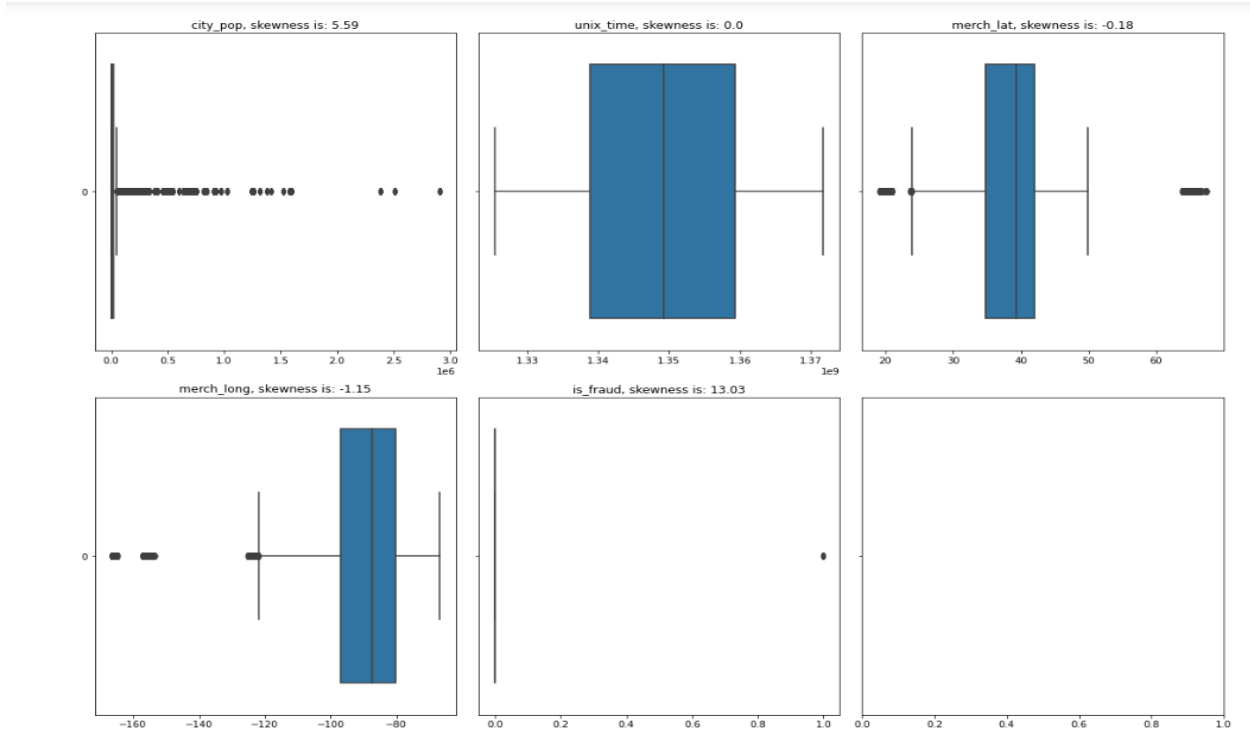 city_pop, skewness is: 5.59
unix_time, skewness is: 0.0
merch_lat, skewness is: -0.18
0
0.0 0.5 1.0 1.5 2.0 2.5 3.0
1e6
1.33 1.34 1.35 1.36 1.37
1e9
20 30 40 50 60
merch_long, skewness is: -1.15
is_fraud, skewness is: 13.03
0
−160 −140 −120 −100 −80
0.0 0.2 0.4 0.6 0.8 1.0
0.0 0.2 0.4 0.6 0.8 1.0